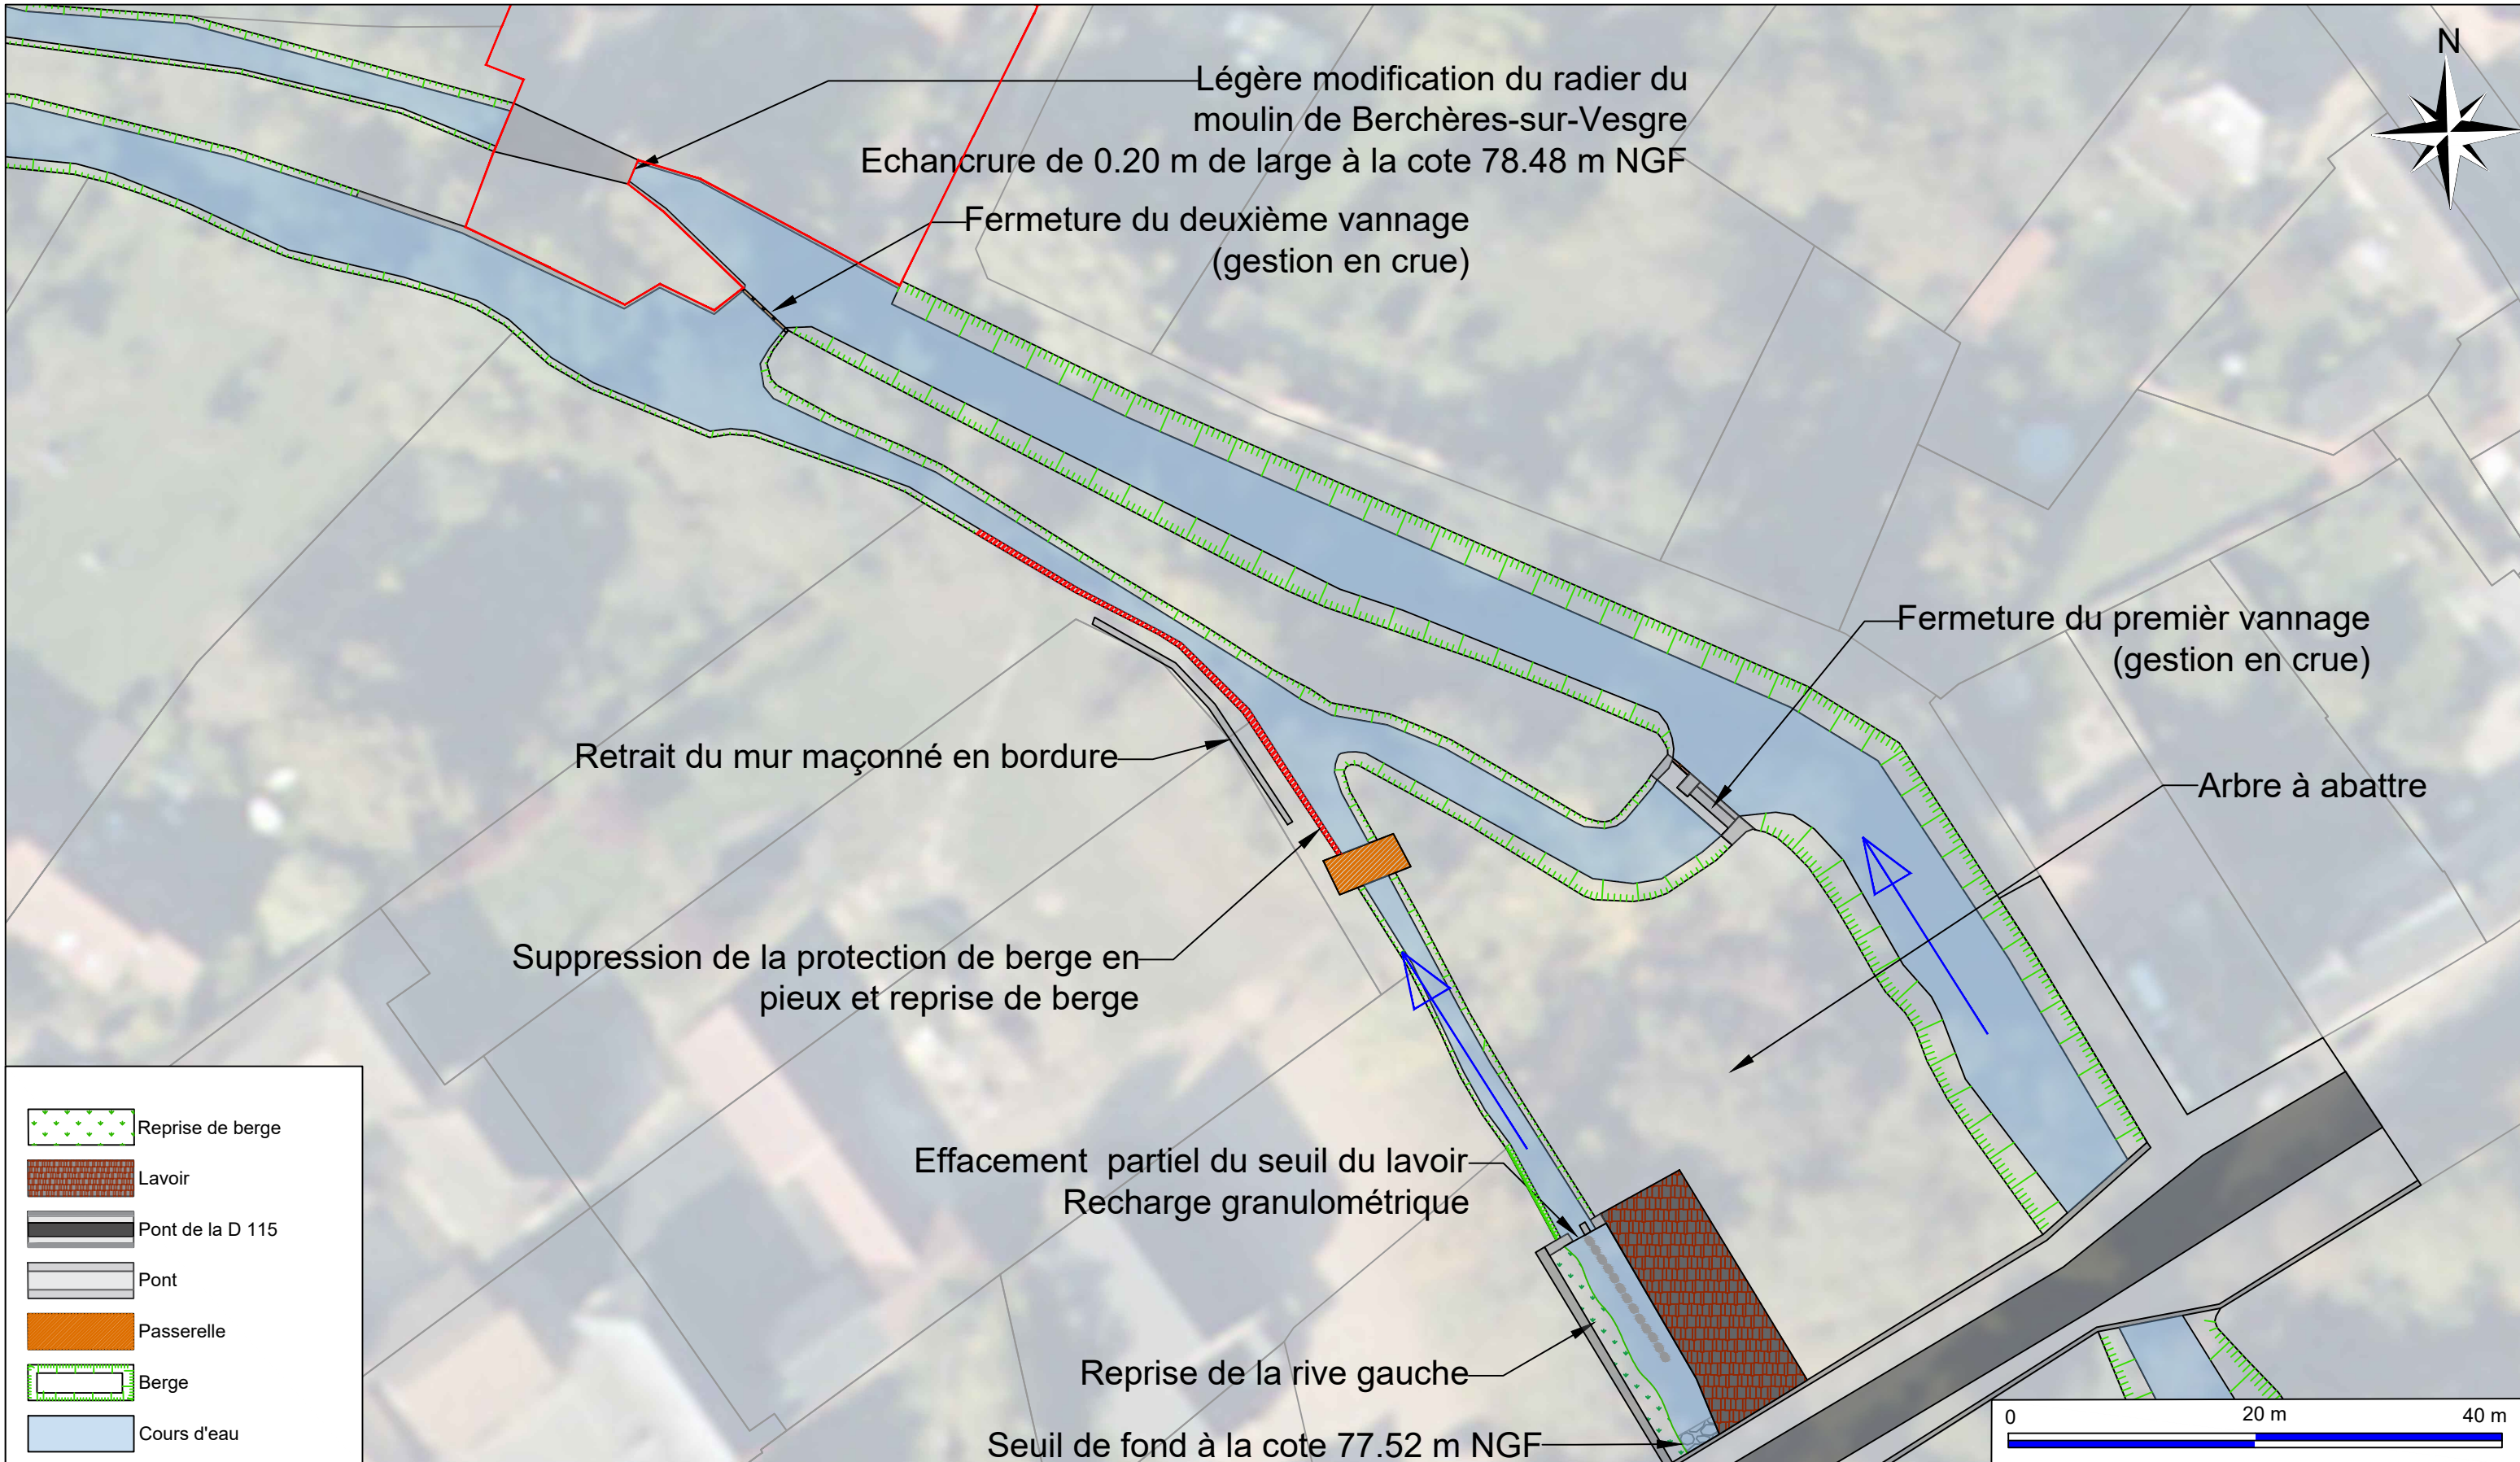 N
Légère modification du radier du
moulin de Berchères-sur-Vesgre
Echancrure de 0.20 m de large à la cote 78.48 m NGF
Fermeture du deuxième vannage
(gestion en crue)
Fermeture du premièr vannage
(gestion en crue)
Retrait du mur maçonné en bordure
Arbre à abattre
Suppression de la protection de berge en
pieux et reprise de berge
Effacement  partiel du seuil du lavoir
Recharge granulométrique
Reprise de la rive gauche
Seuil de fond à la cote 77.52 m NGF
Reprise de berge
Lavoir
Pont de la D 115
Pont
Passerelle
Berge
Cours d'eau
0 20 m 40 m